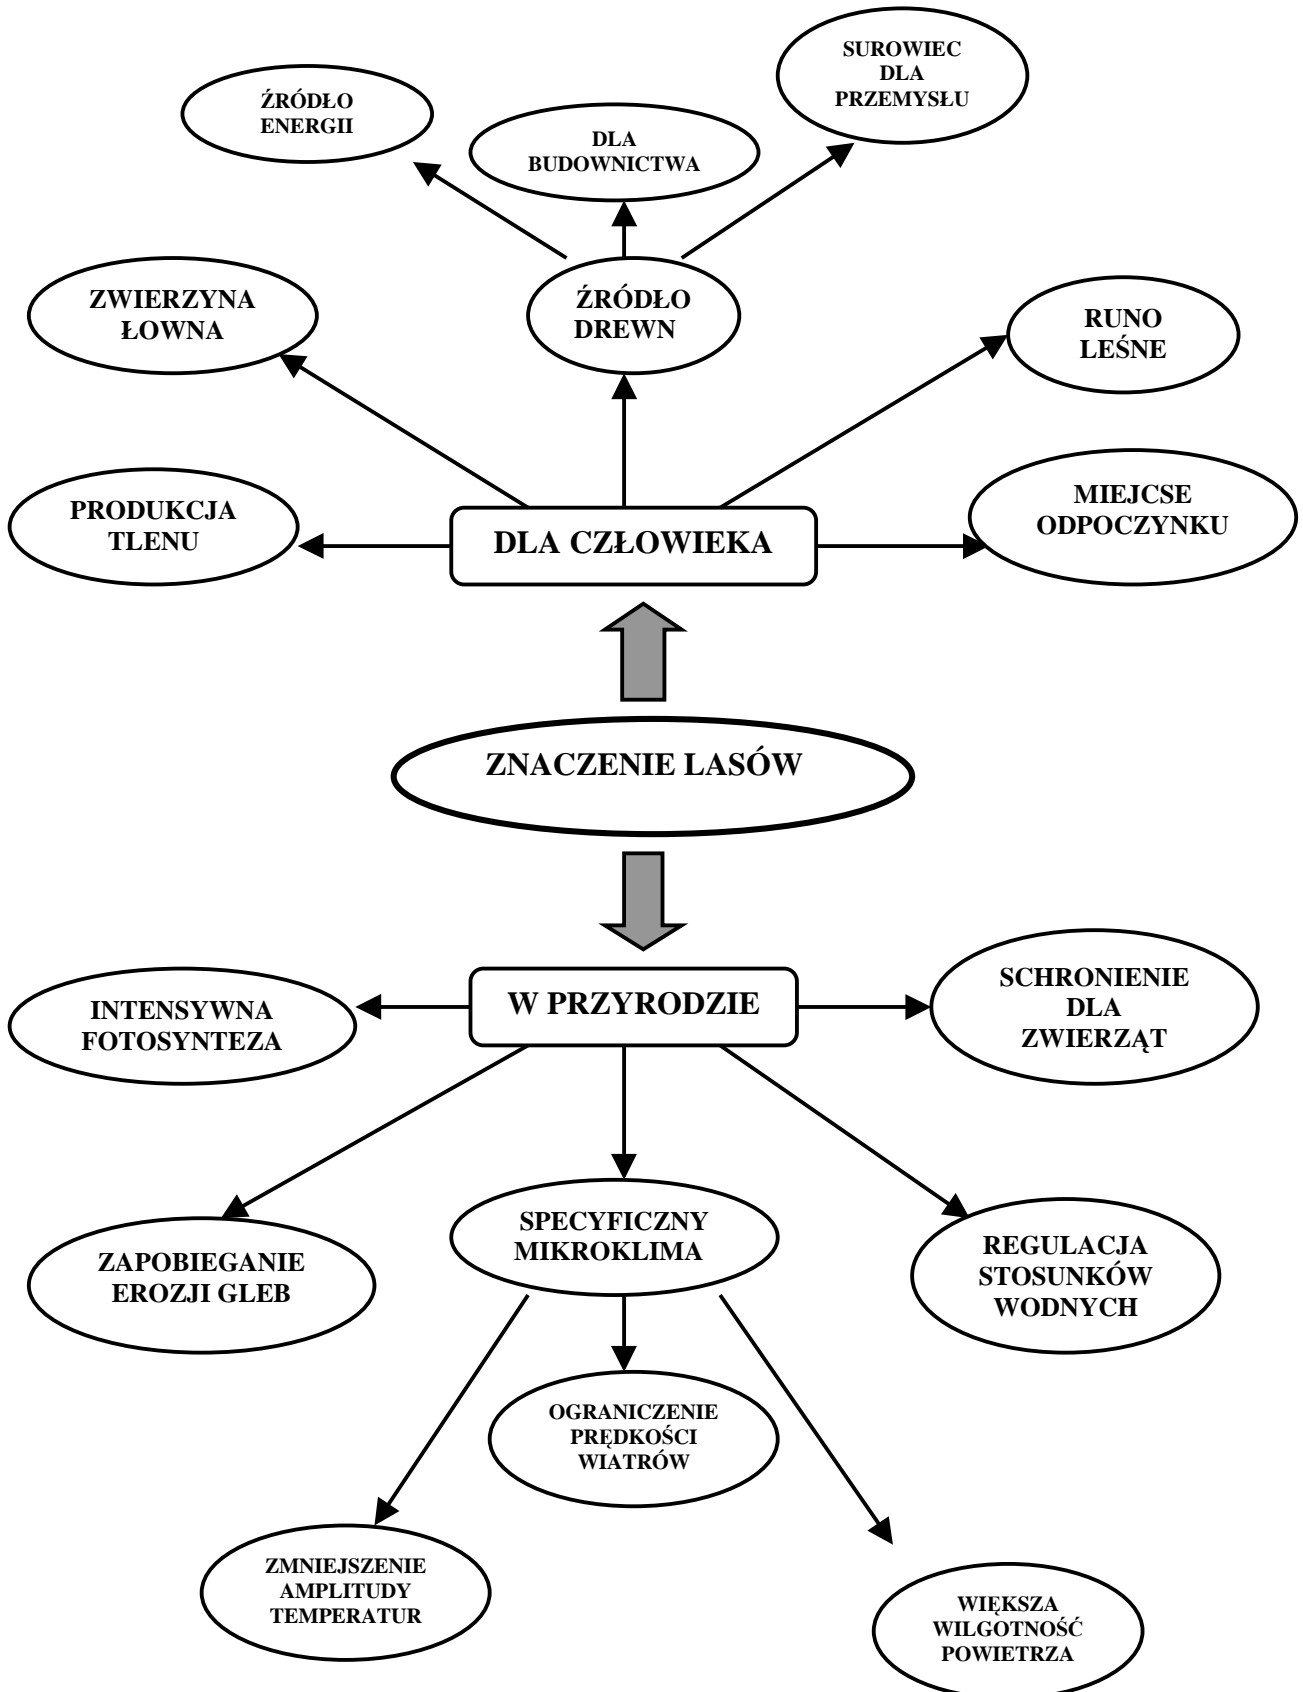 SUROWIEC
DLA
PRZEMYSŁU
ŹRÓDŁO
ENERGII
DLA
BUDOWNICTWA
ZWIERZYNA
ŁOWNA
ŹRÓDŁO
DREWN
RUNO
LEŚNE
PRODUKCJA
TLENU
DLA CZŁOWIEKA
MIEJCSE
ODPOCZYNKU
ZNACZENIE LASÓW
INTENSYWNA
FOTOSYNTEZA
W PRZYRODZIE
SCHRONIENIE
DLA
ZWIERZĄT
ZAPOBIEGANIE
EROZJI GLEB
SPECYFICZNY
MIKROKLIMA
REGULACJA
STOSUNKÓW
WODNYCH
OGRANICZENIE
PRĘDKOŚCI
WIATRÓW
ZMNIEJSZENIE
AMPLITUDY
TEMPERATUR
WIĘKSZA
WILGOTNOŚĆ
POWIETRZA